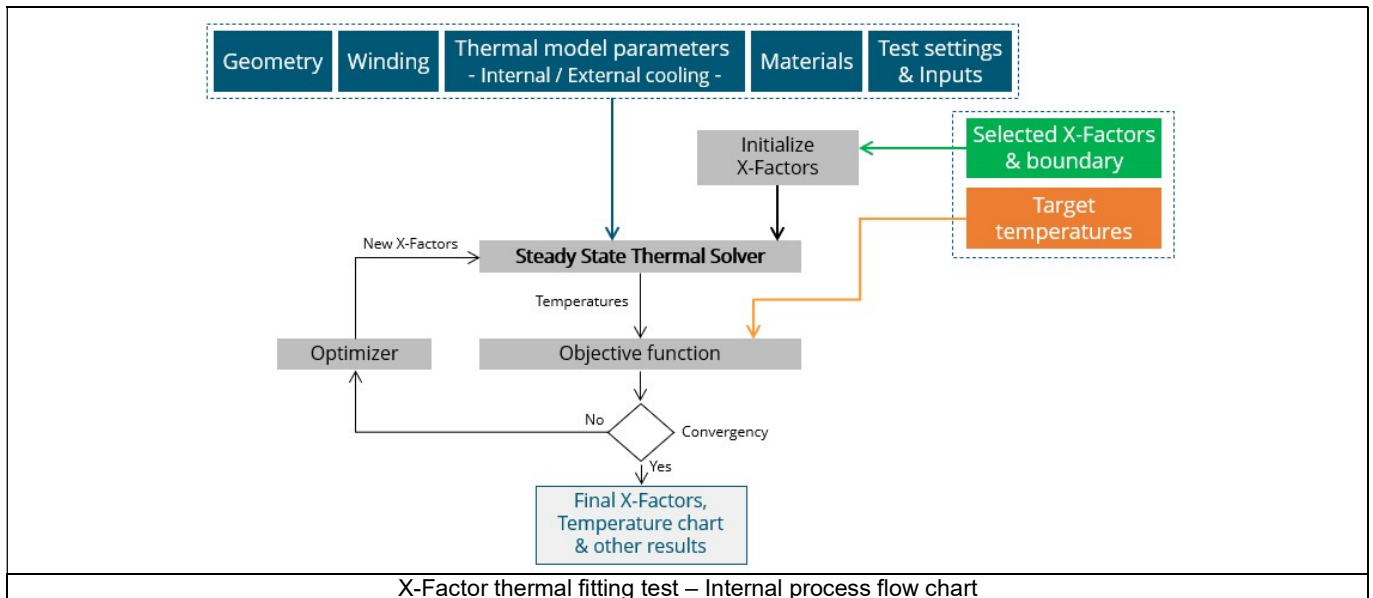 Geometry
Winding
Thermal model parameters
- Internal / External cooling -
Materials
Test settings
& Inputs
Initialize
X-Factors
Selected X-Factors
& boundary
Target
temperatures
New X-Factors
Steady State Thermal Solver
Temperatures
Optimizer
Objective function
No
Convergency
Yes
Final X-Factors,
Temperature chart
& other results
X-Factor thermal fitting test – Internal process flow chart